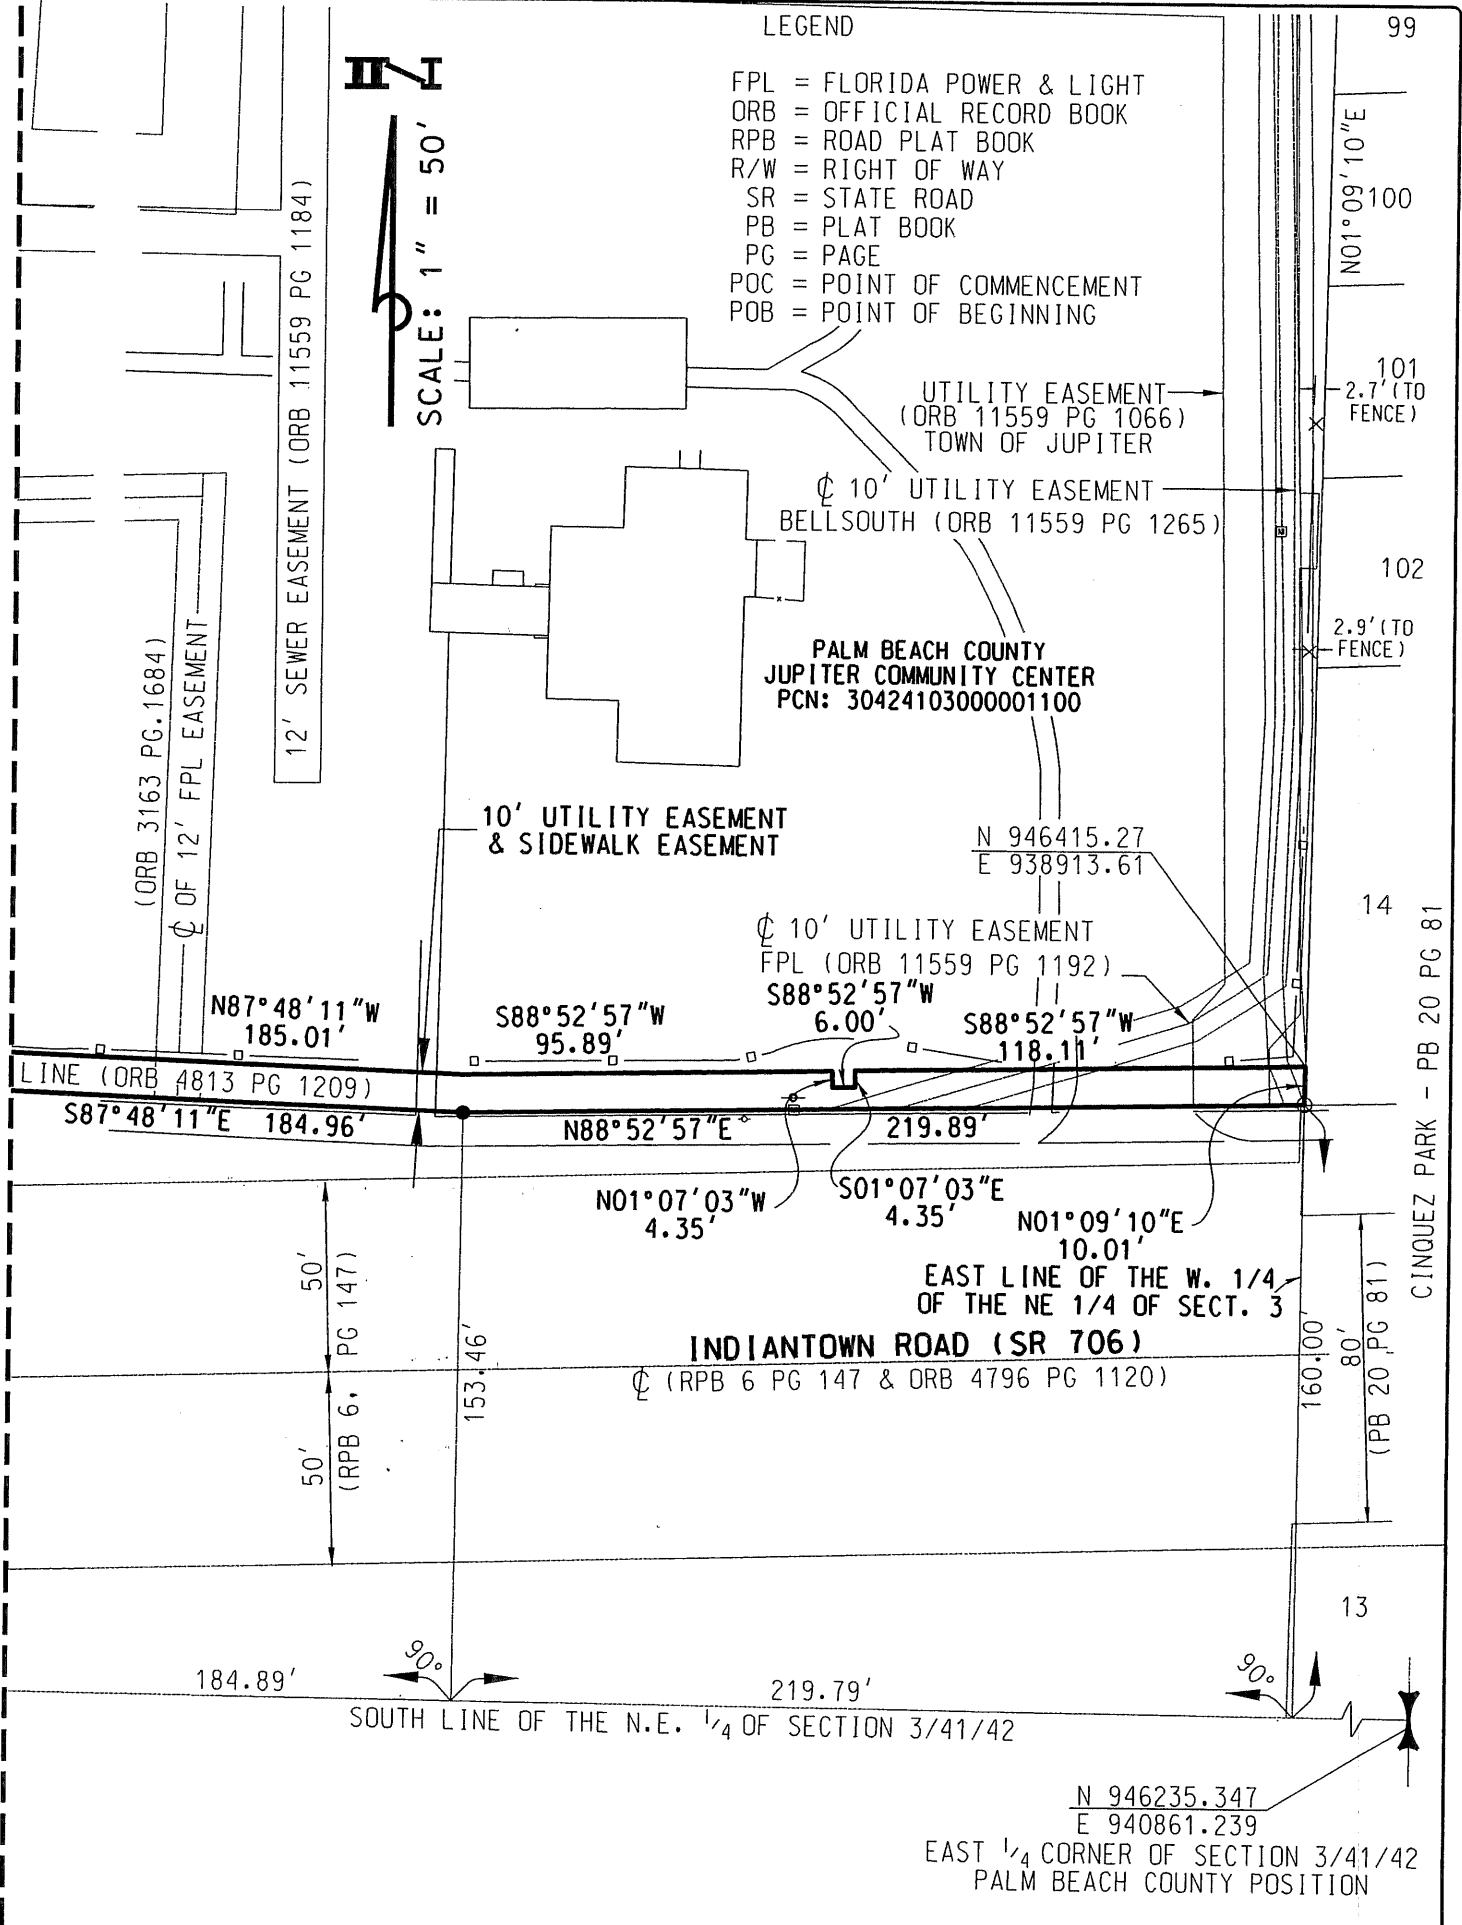 LEGEND
FPL = FLORIDA POWER & LIGHT
ORB = OFFICIAL RECORD BOOK
RPB = ROAD PLAT BOOK
R/W = RIGHT OF WAY
SR = STATE ROAD
PB = PLAT BOOK
PG = PAGE
POC = POINT OF COMMENCEMENT
POB = POINT OF BEGINNING
SCALE: 1" = 50'
99
N01°09'10"E
100
101
2.7'(TO
FENCE)
102
2.9'(TO
FENCE)
14
CINQUEZ PARK - PB 20 PG 81
12' SEWER EASEMENT (ORB 11559 PG 1184)
UTILITY EASEMENT
(ORB 11559 PG 1066)
TOWN OF JUPITER
℄ 10' UTILITY EASEMENT
BELLSOUTH (ORB 11559 PG 1265)
PALM BEACH COUNTY
JUPITER COMMUNITY CENTER
PCN: 30424103000001100
(ORB 3163 PG.1684)
℄ OF 12' FPL EASEMENT
10' UTILITY EASEMENT
& SIDEWALK EASEMENT
N 946415.27
E 938913.61
℄ 10' UTILITY EASEMENT
FPL (ORB 11559 PG 1192)
N87°48'11"W
185.01'
S88°52'57"W
95.89'
S88°52'57"W
6.00'
S88°52'57"W
118.11'
LINE (ORB 4813 PG 1209)
S87°48'11"E 184.96'
N88°52'57"E
219.89'
N01°07'03"W
4.35'
S01°07'03"E
4.35'
N01°09'10"E
10.01'
EAST LINE OF THE W. 1/4
OF THE NE 1/4 OF SECT. 3
INDIANTOWN ROAD (SR 706)
℄ (RPB 6 PG 147 & ORB 4796 PG 1120)
50'
50'
(RPB 6, PG 147)
153.46'
160.00'
80'
(PB 20 PG 81)
13
90°
90°
184.89'
219.79'
SOUTH LINE OF THE N.E. 1/4 OF SECTION 3/41/42
N 946235.347
E 940861.239
EAST 1/4 CORNER OF SECTION 3/41/42
PALM BEACH COUNTY POSITION